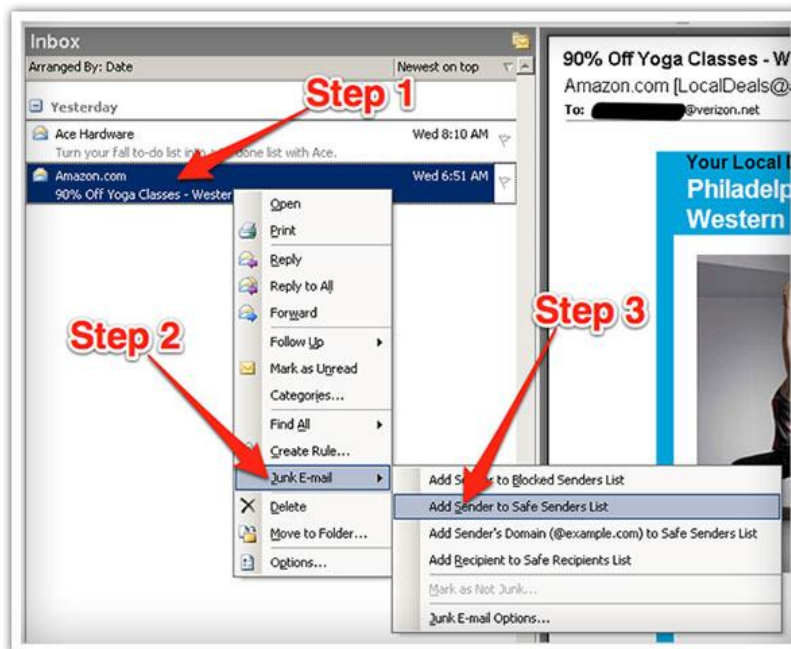 Inbox
Arranged By: Date Newest on top
Step 1
Yesterday
Ace Hardware Wed 8:10 AM
Turn your fall to-do list into done list with Ace.
Amazon.com Wed 6:51 AM
90% Off Yoga Classes - Wester
Open
Print
Reply
Reply to All
Forward
Step 2
Follow Up
Mark as Unread
Categories...
Find All
Create Rule...
Junk E-mail
Delete
Move to Folder...
Options...
Step 3
Add to Blocked Senders List
Add Sender to Safe Senders List
Add Sender's Domain (@example.com) to Safe Senders List
Add Recipient to Safe Recipients List
Mark as Not Junk...
Junk E-mail Options...
90% Off Yoga Classes - W
Amazon.com [LocalDeals@
To: @verizon.net
Your Local
Philadelp
Western